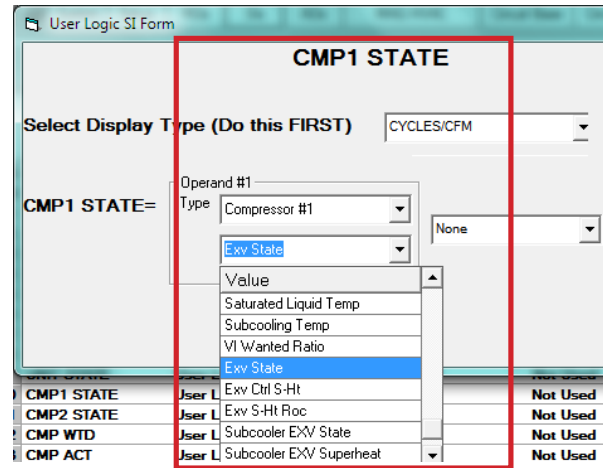 User Logic SI Form
CMP1 STATE
Select Display Type (Do this FIRST)
CYCLES/CFM
Operand #1
CMP1 STATE=
Type
Compressor #1
None
Exv State
Value
Saturated Liquid Temp
Subcooling Temp
VI Wanted Ratio
Exv State
Exv Ctrl S-Ht
Exv S-Ht Roc
Subcooler EXV State
Subcooler EXV Superheat
CMP1 STATE User L Not Used
CMP2 STATE User L Not Used
CMP WTD User L Not Used
CMP ACT User L Not Used